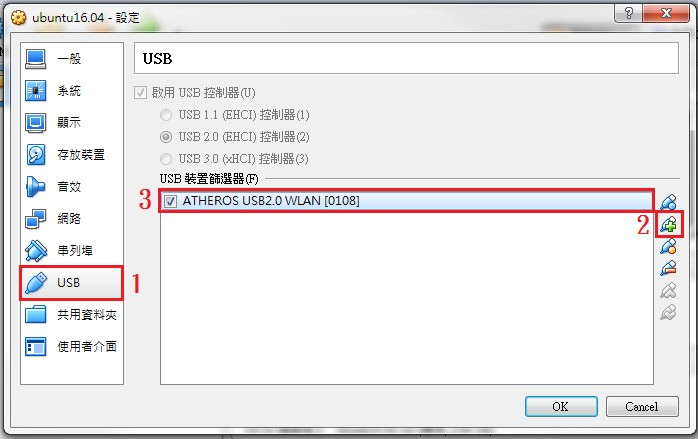 ubuntu16.04 - 設定
一般
系統
顯示
存放裝置
音效
網路
串列埠
USB
1
共用資料夾
使用者介面
USB
啟用 USB 控制器(U)
USB 1.1 (EHCI) 控制器(1)
USB 2.0 (EHCI) 控制器(2)
USB 3.0 (xHCI) 控制器(3)
USB 裝置篩選器(F)
3
ATHEROS USB2.0 WLAN [0108]
2
OK
Cancel